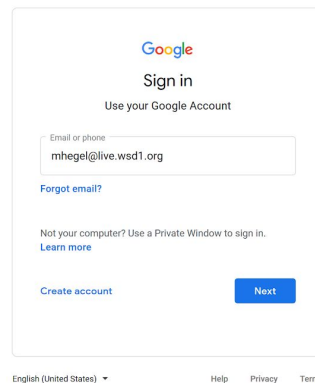 Google
Sign in
Use your Google Account
Email or phone
mhegel@live.wsd1.org
Forgot email?
Not your computer? Use a Private Window to sign in.
Learn more
Create account
Next
English (United States)
Help Privacy